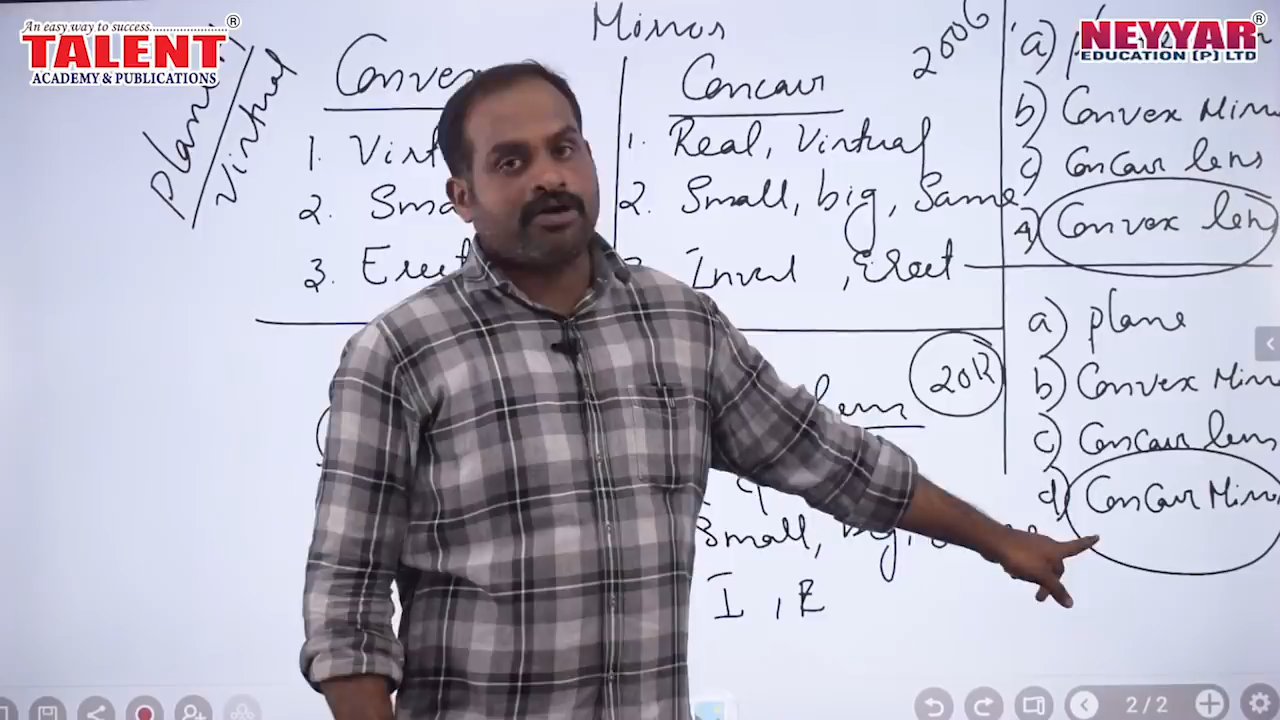 An easy way to success...................®
TALENT
ACADEMY & PUBLICATIONS
NEYYAR®
EDUCATION (P) LTD
Mirror
Plane
Virtual
Convex
1. Virt
2. Sma
3. Erect
Concave
1. Real, Virtual
2. Small, big, Same
Invert, Erect
2006
a)
b) Convex Mirr
c) Concave lens
Convex len
2012
lens
Small, big,
I, E
a) plane
b) Convex Mirr
c) Concave lens
d) Concave Mirr
2/2